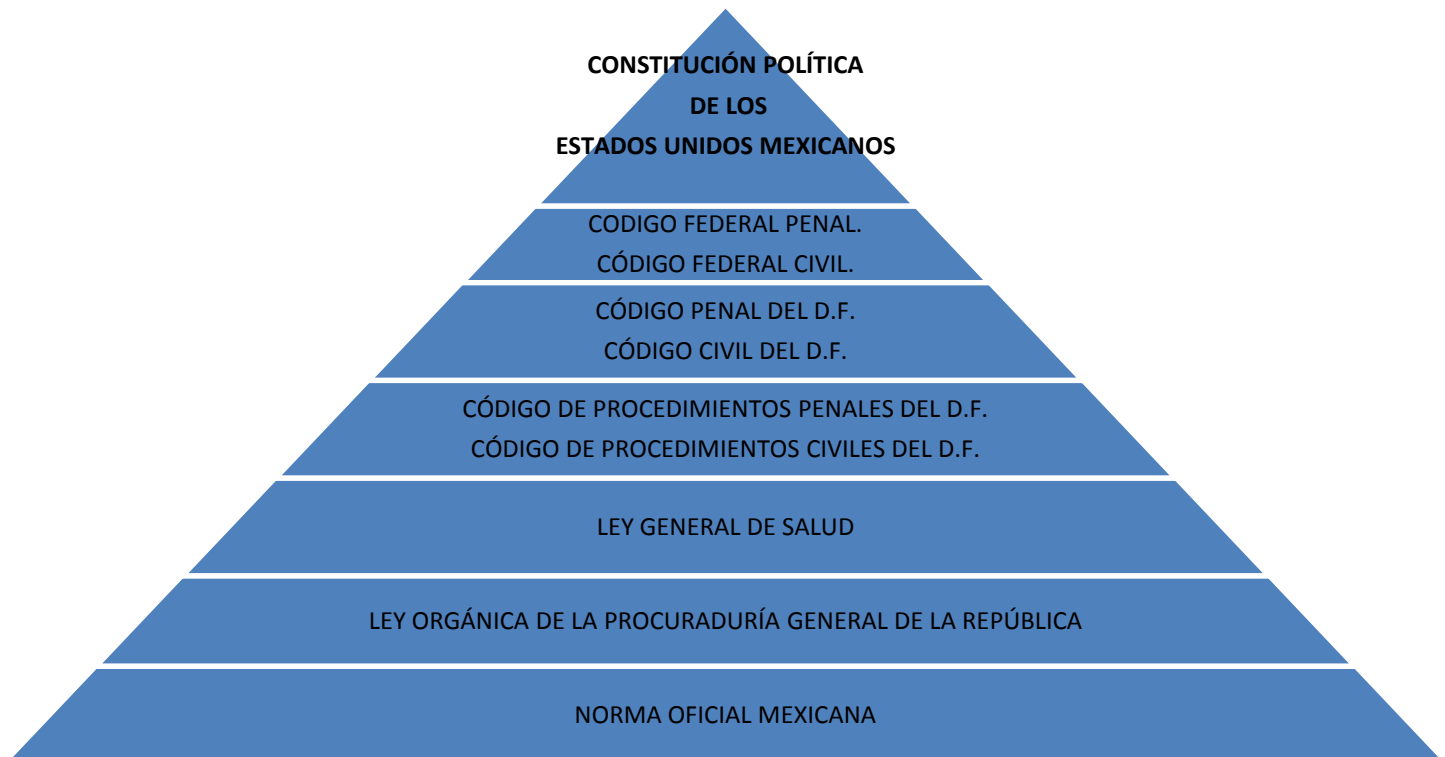 CONSTITUCIÓN POLÍTICA
DE LOS
ESTADOS UNIDOS MEXICANOS
CODIGO FEDERAL PENAL.
CÓDIGO FEDERAL CIVIL.
CÓDIGO PENAL DEL D.F.
CÓDIGO CIVIL DEL D.F.
CÓDIGO DE PROCEDIMIENTOS PENALES DEL D.F.
CÓDIGO DE PROCEDIMIENTOS CIVILES DEL D.F.
LEY GENERAL DE SALUD
LEY ORGÁNICA DE LA PROCURADURÍA GENERAL DE LA REPÚBLICA
NORMA OFICIAL MEXICANA